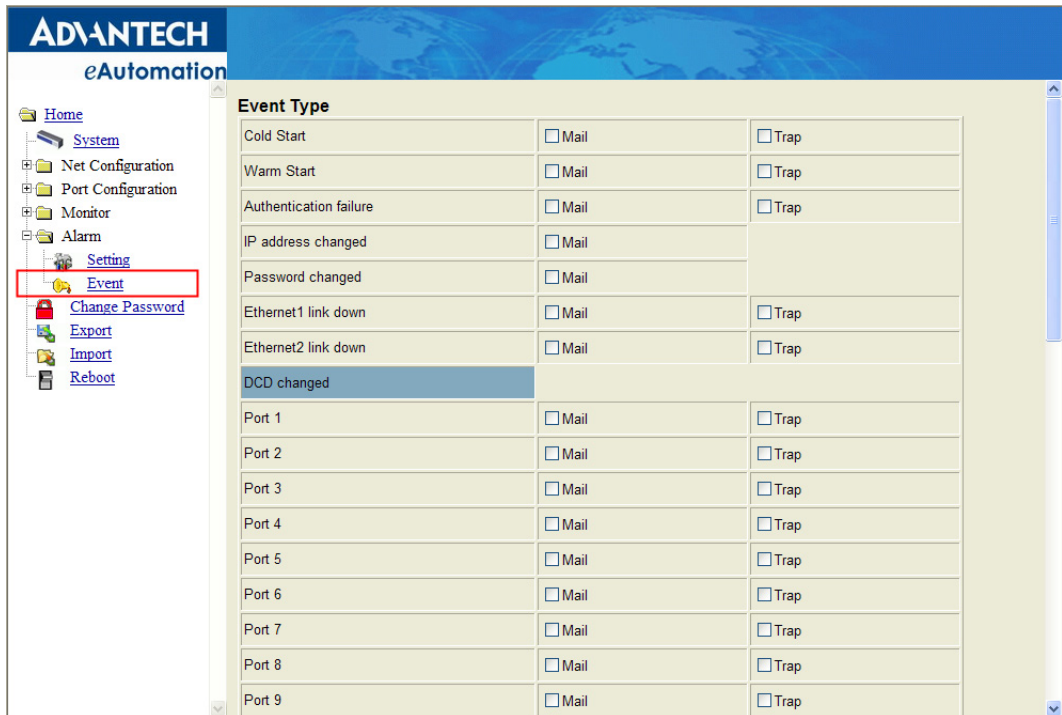 ADVANTECH
eAutomation
Home
System
Net Configuration
Port Configuration
Monitor
Alarm
Setting
Event
Change Password
Export
Import
Reboot
Event Type
Cold Start Mail Trap
Warm Start Mail Trap
Authentication failure Mail Trap
IP address changed Mail
Password changed Mail
Ethernet1 link down Mail Trap
Ethernet2 link down Mail Trap
DCD changed
Port 1 Mail Trap
Port 2 Mail Trap
Port 3 Mail Trap
Port 4 Mail Trap
Port 5 Mail Trap
Port 6 Mail Trap
Port 7 Mail Trap
Port 8 Mail Trap
Port 9 Mail Trap